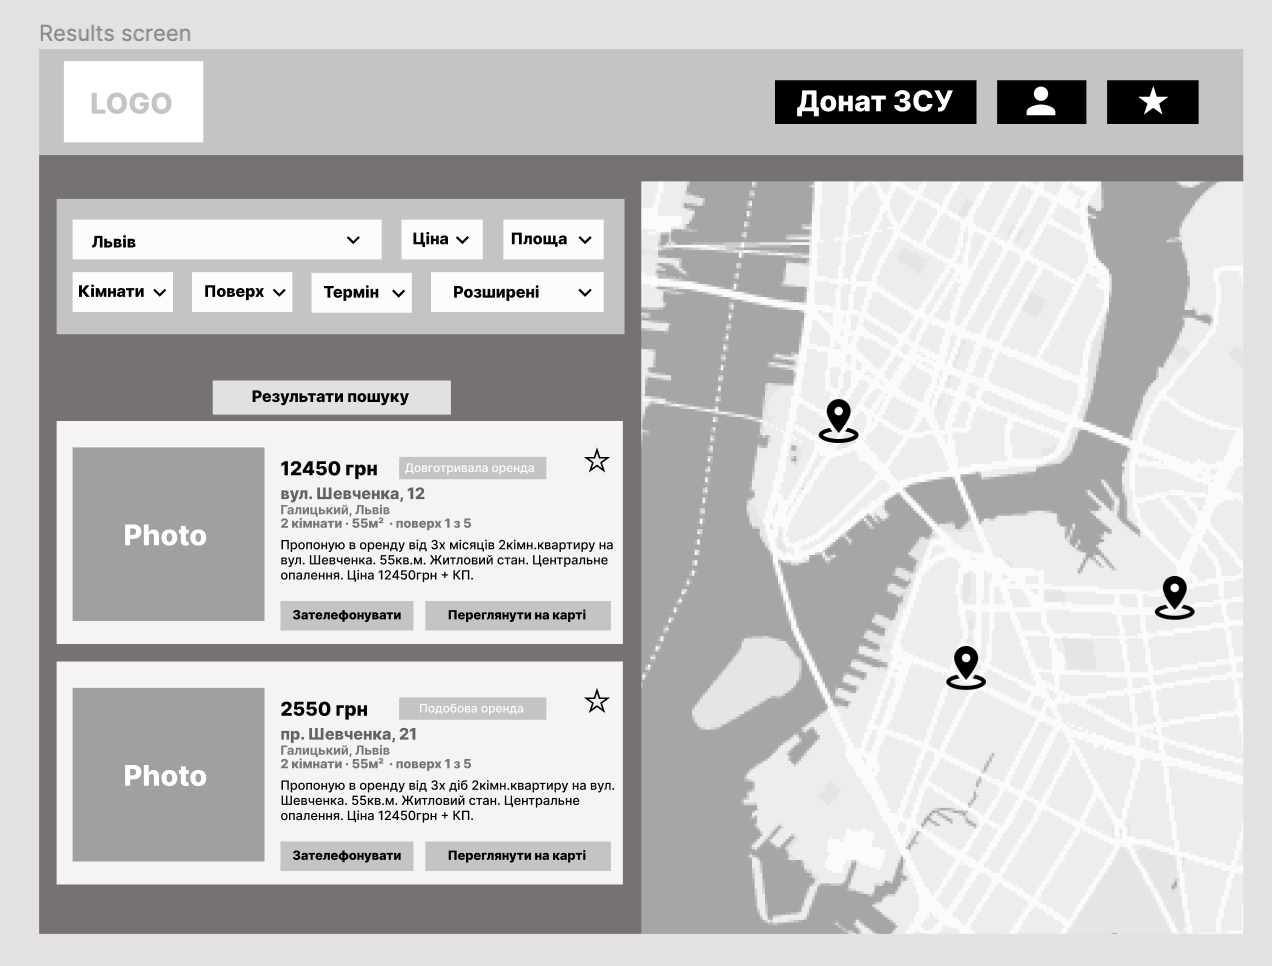 Results screen
LOGO
Донат ЗСУ
Львів
Ціна
Площа
Кімнати
Поверх
Термін
Розширені
Результати пошуку
Photo
12450 грн
Довготривала оренда
вул. Шевченка, 12
Галицький, Львів
2 кімнати · 55м² · поверх 1 з 5
Пропоную в оренду від 3х місяців 2кімн.квартиру на
вул. Шевченка. 55кв.м. Житловий стан. Центральне
опалення. Ціна 12450грн + КП.
Зателефонувати
Переглянути на карті
Photo
2550 грн
Подобова оренда
пр. Шевченка, 21
Галицький, Львів
2 кімнати · 55м² · поверх 1 з 5
Пропоную в оренду від 3х діб 2кімн.квартиру на вул.
Шевченка. 55кв.м. Житловий стан. Центральне
опалення. Ціна 12450грн + КП.
Зателефонувати
Переглянути на карті